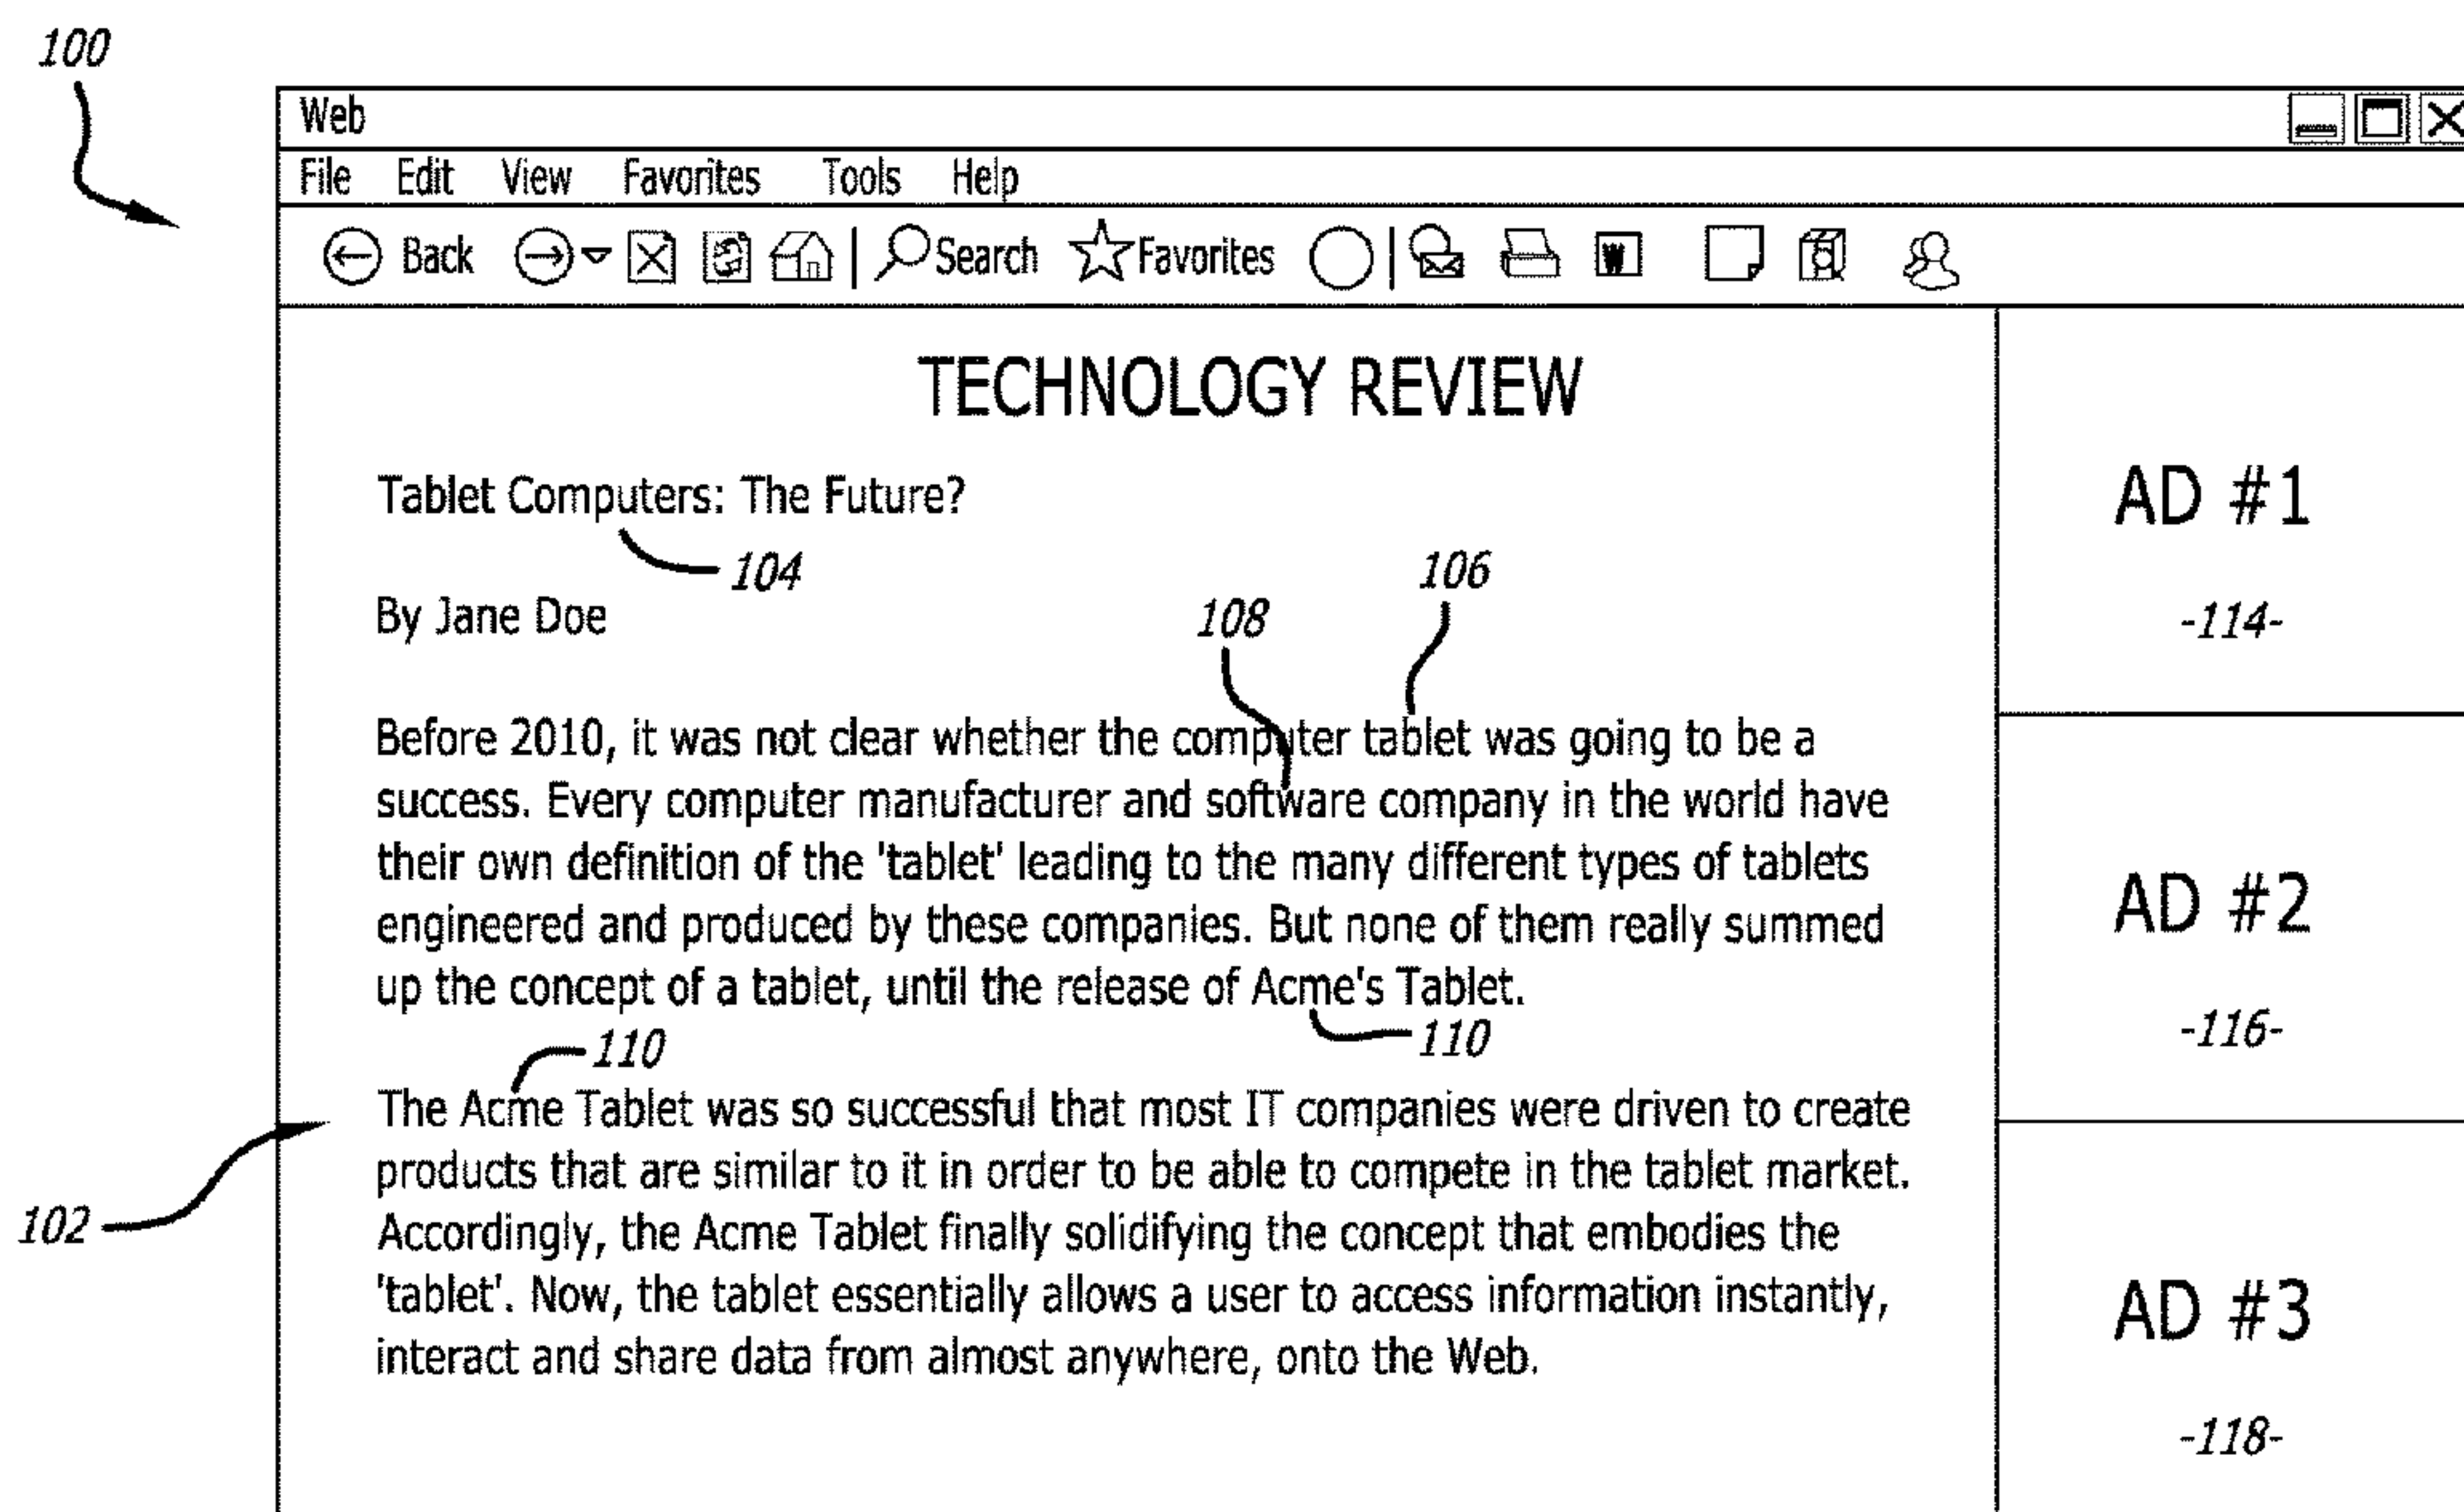 100
Web
File Edit View Favorites Tools Help
Back Search Favorites W
TECHNOLOGY REVIEW
Tablet Computers: The Future?
104
By Jane Doe
108
106
Before 2010, it was not clear whether the computer tablet was going to be a
success. Every computer manufacturer and software company in the world have
their own definition of the 'tablet' leading to the many different types of tablets
engineered and produced by these companies. But none of them really summed
up the concept of a tablet, until the release of Acme's Tablet.
110
110
The Acme Tablet was so successful that most IT companies were driven to create
products that are similar to it in order to be able to compete in the tablet market.
Accordingly, the Acme Tablet finally solidifying the concept that embodies the
'tablet'. Now, the tablet essentially allows a user to access information instantly,
interact and share data from almost anywhere, onto the Web.
102
AD #1
-114-
AD #2
-116-
AD #3
-118-